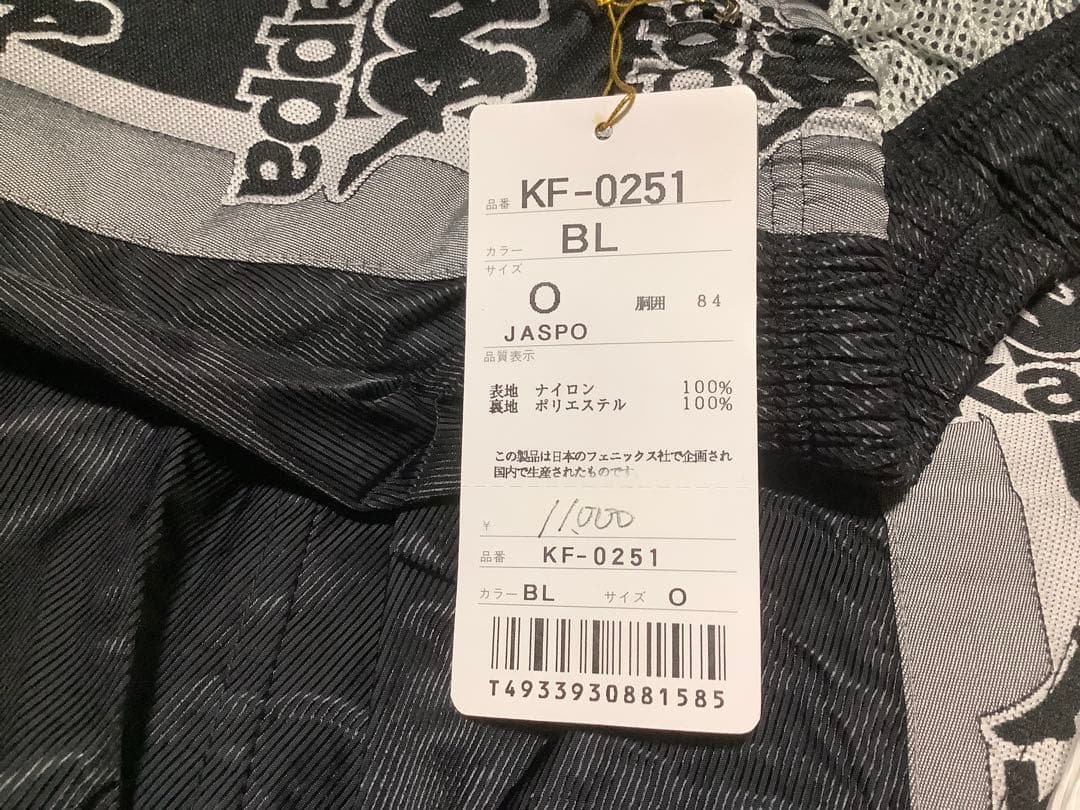 Kappa
品番 KF-0251
カラー BL
サイズ
O 胴囲 84
JASPO
品質表示
表地 ナイロン 100%
裏地 ポリエステル 100%
この製品は日本のフェニックス社で企画され
国内で生産されたものです。
¥ 11,000
品番 KF-0251
カラー BL サイズ O
T4933930881585